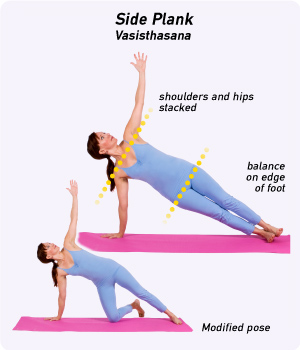 Side Plank
Vasisthasana
shoulders and hips
stacked
balance
on edge
of foot
Modified pose